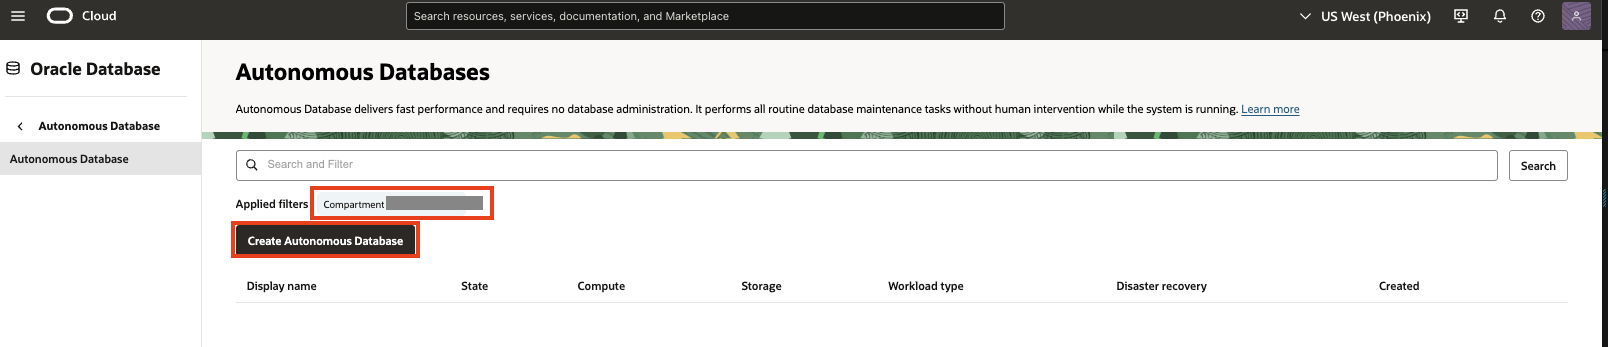 Cloud
Search resources, services, documentation, and Marketplace
US West (Phoenix)
Oracle Database
Autonomous Database
Autonomous Database
Autonomous Databases
Autonomous Database delivers fast performance and requires no database administration. It performs all routine database maintenance tasks without human intervention while the system is running. Learn more
Search and Filter
Search
Applied filters Compartment
Create Autonomous Database
Display name State Compute Storage Workload type Disaster recovery Created